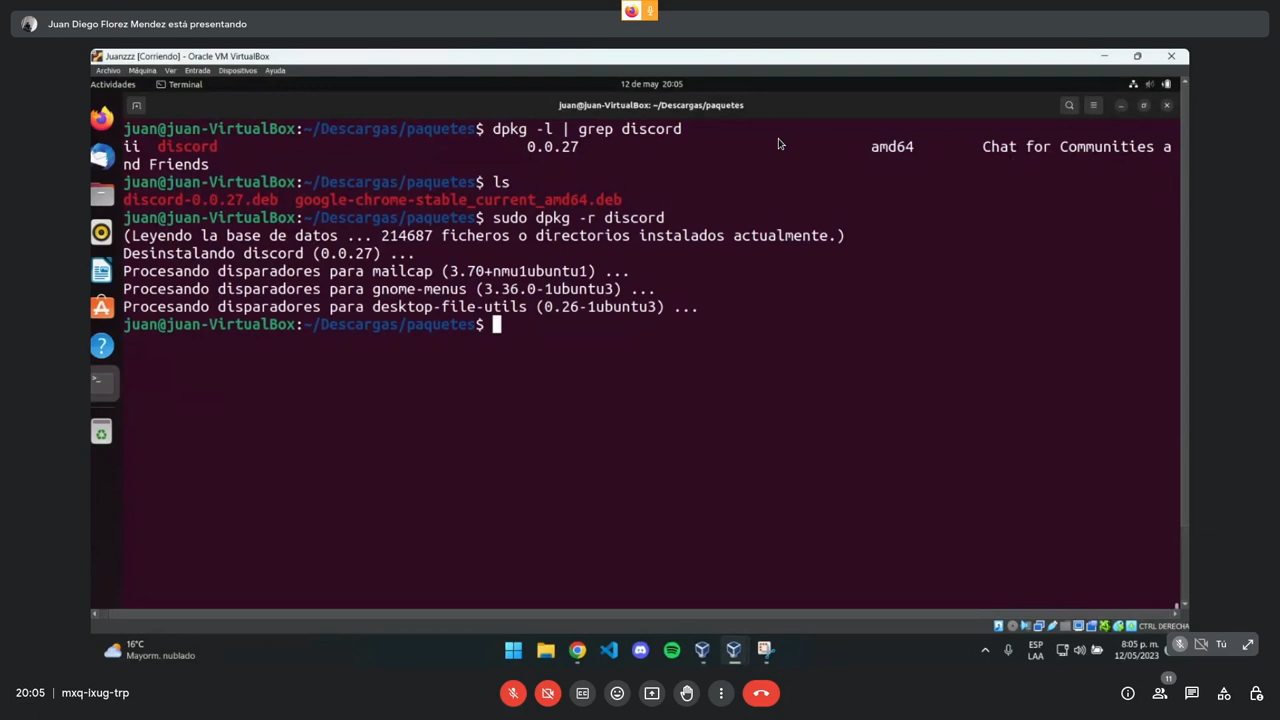 Juan Diego Florez Mendez está presentando
Juanzzz [Corriendo] - Oracle VM VirtualBox
Archivo Máquina Ver Entrada Dispositivos Ayuda
Actividades Terminal 12 de may 20:05
juan@juan-VirtualBox: ~/Descargas/paquetes
juan@juan-VirtualBox:~/Descargas/paquetes$ dpkg -l | grep discord
ii discord 0.0.27 amd64 Chat for Communities a
nd Friends
juan@juan-VirtualBox:~/Descargas/paquetes$ ls
discord-0.0.27.deb google-chrome-stable_current_amd64.deb
juan@juan-VirtualBox:~/Descargas/paquetes$ sudo dpkg -r discord
(Leyendo la base de datos ... 214687 ficheros o directorios instalados actualmente.)
Desinstalando discord (0.0.27) ...
Procesando disparadores para mailcap (3.70+nmu1ubuntu1) ...
Procesando disparadores para gnome-menus (3.36.0-1ubuntu3) ...
Procesando disparadores para desktop-file-utils (0.26-1ubuntu3) ...
juan@juan-VirtualBox:~/Descargas/paquetes$
CTRL DERECHA
16°C
Mayorm. nublado
ESP
LAA
8:05 p. m.
12/05/2023
Tú
20:05 mxq-ixug-trp
11